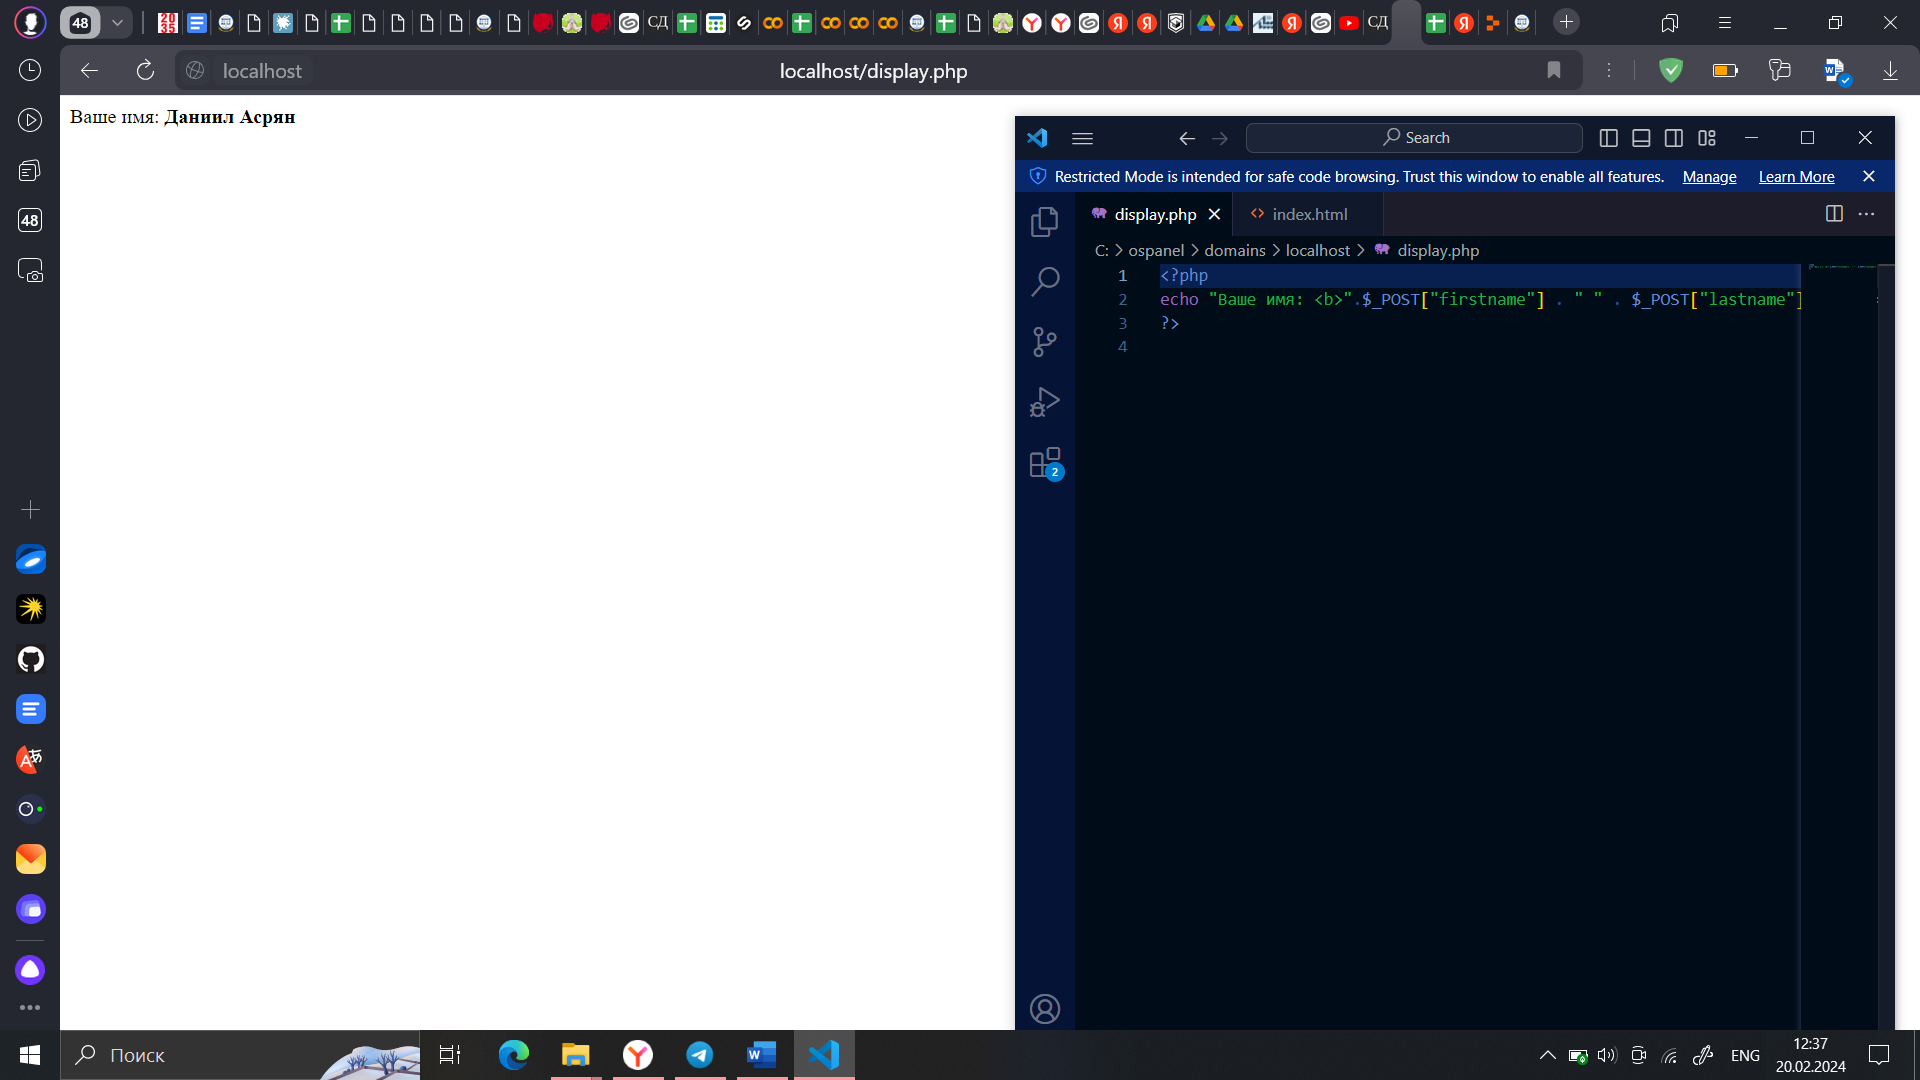 48
20
35
СД
СД
localhost
localhost/display.php
Ваше имя: Даниил Асрян
48
Search
Restricted Mode is intended for safe code browsing. Trust this window to enable all features. Manage Learn More
display.php
index.html
C: > ospanel > domains > localhost > display.php
1 <?php
2 echo "Ваше имя: <b>".$_POST["firstname"] . " " . $_POST["lastname"]
3 ?>
4
2
Поиск
ENG
12:37
20.02.2024